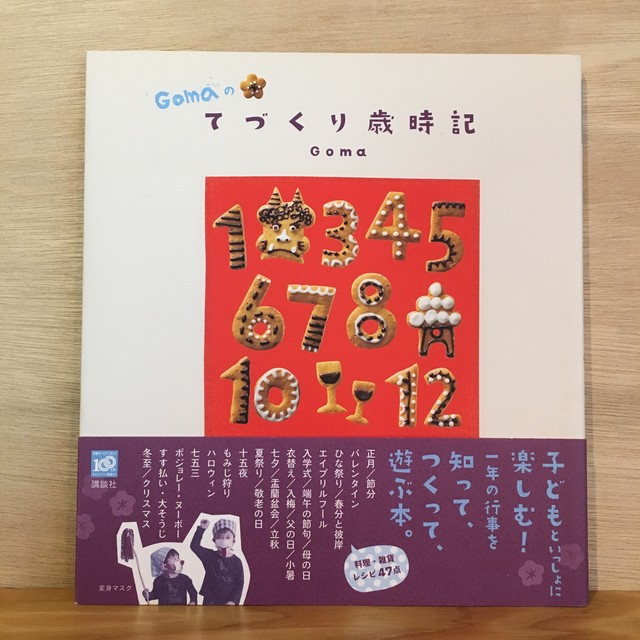 Gomaの
てづくり歳時記
Goma
1 3 4 5
6 7 8
10 12
子どもといっしょに
楽しむ!
一年の行事を
知って、
つくって、
遊ぶ本。
料理・雑貨
レシピ47点
正月/節分
バレンタイン
ひな祭り/春分と彼岸
エイプリルフール
入学式/端午の節句/母の日
衣替え/入梅/父の日/小暑
七夕/盂蘭盆会/立秋
夏祭り/敬老の日
十五夜
もみじ狩り
ハロウィン
七五三
ボジョレー・ヌーボー
すす払い・大そうじ
冬至/クリスマス
100
講談社
変身マスク